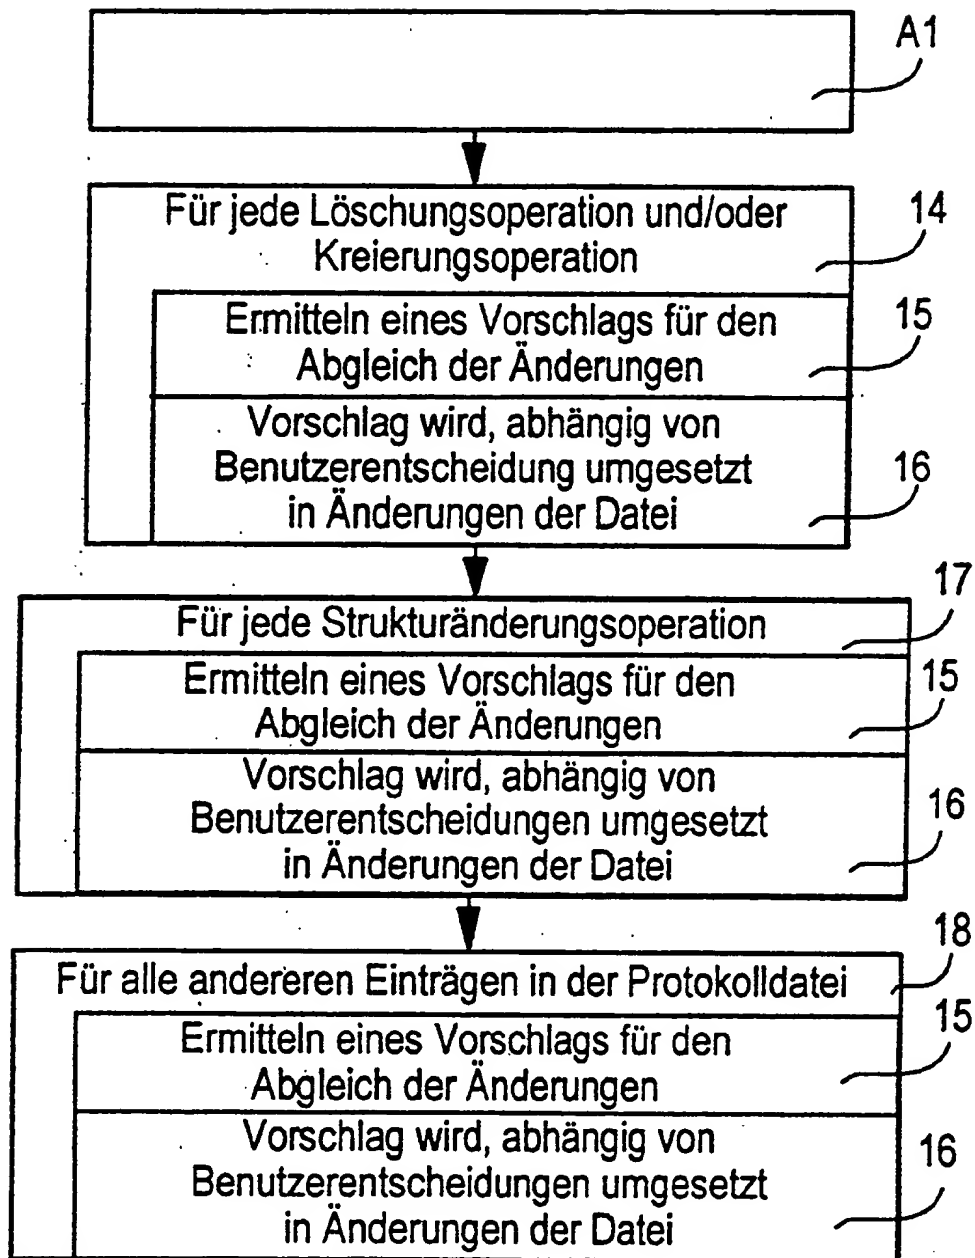 A1
Für jede Löschungsoperation und/oder
Kreierungsoperation
14
Ermitteln eines Vorschlags für den
Abgleich der Änderungen
15
Vorschlag wird, abhängig von
Benutzerentscheidung umgesetzt
in Änderungen der Datei
16
Für jede Strukturänderungsoperation
17
Ermitteln eines Vorschlags für den
Abgleich der Änderungen
15
Vorschlag wird, abhängig von
Benutzerentscheidungen umgesetzt
in Änderungen der Datei
16
Für alle andereren Einträgen in der Protokolldatei
18
Ermitteln eines Vorschlags für den
Abgleich der Änderungen
15
Vorschlag wird, abhängig von
Benutzerentscheidungen umgesetzt
in Änderungen der Datei
16